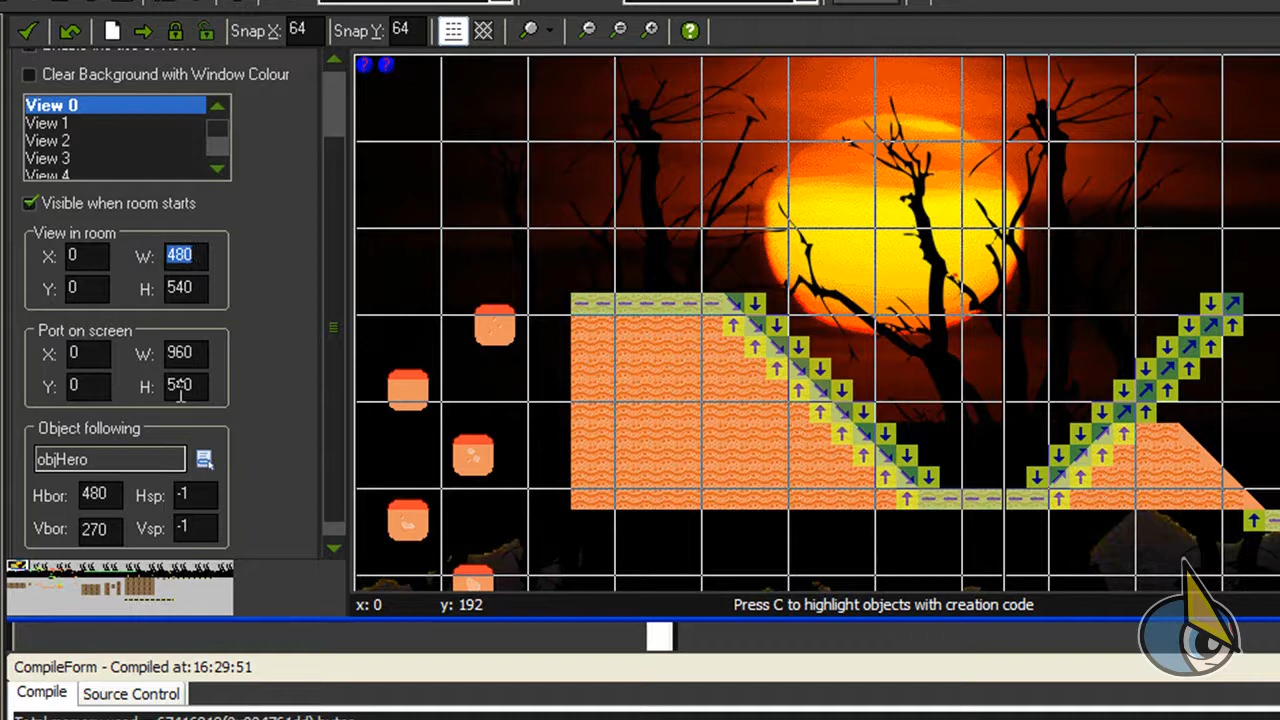 Snap X: 64 Snap Y: 64
Clear Background with Window Colour
View 0
View 1
View 2
View 3
View 4
Visible when room starts
View in room
X: 0 W: 480
Y: 0 H: 540
Port on screen
X: 0 W: 960
Y: 0 H: 540
Object following
objHero
Hbor: 480 Hsp: -1
Vbor: 270 Vsp: -1
? ?
x: 0 y: 192 Press C to highlight objects with creation code
CompileForm - Compiled at:16:29:51
Compile Source Control